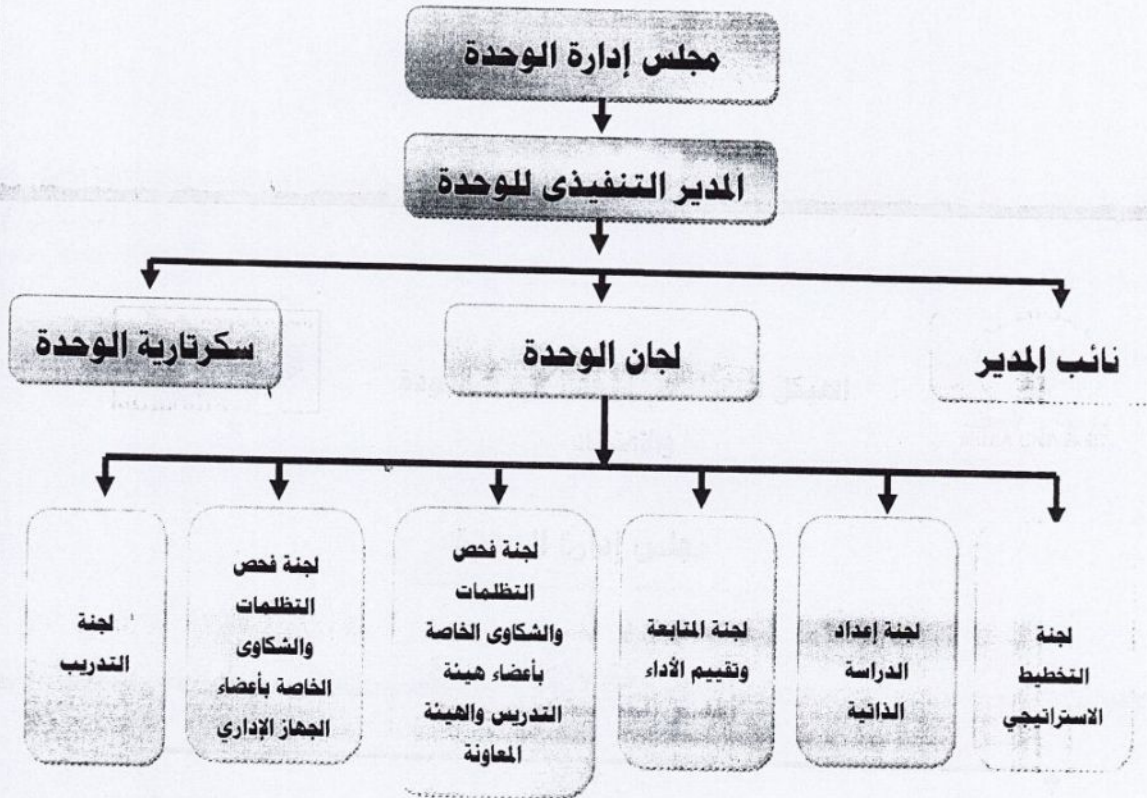 مجلس إدارة الوحدة
المدير التنفيذى للوحدة
نائب المدير
لجان الوحدة
سكرتارية الوحدة
لجنة
التخطيط
الاستراتيجي
لجنة إعداد
الدراسة
الذاتية
لجنة المتابعة
وتقييم الأداء
لجنة فحص
التظلمات
والشكاوى الخاصة
بأعضاء هيئة
التدريس والهيئة
المعاونة
لجنة فحص
التظلمات
والشكاوى
الخاصة بأعضاء
الجهاز الإداري
لجنة
التدريب